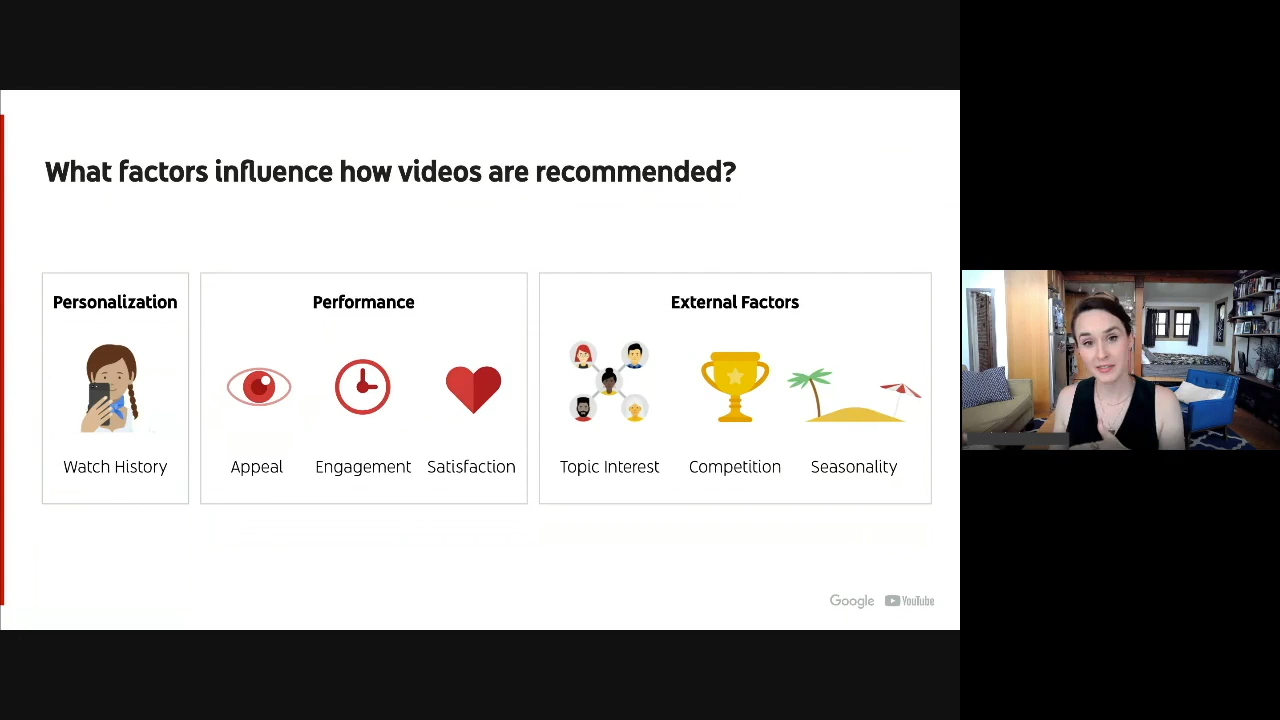 What factors influence how videos are recommended?
Personalization
Watch History
Performance
Appeal Engagement Satisfaction
External Factors
Topic Interest Competition Seasonality
Google YouTube